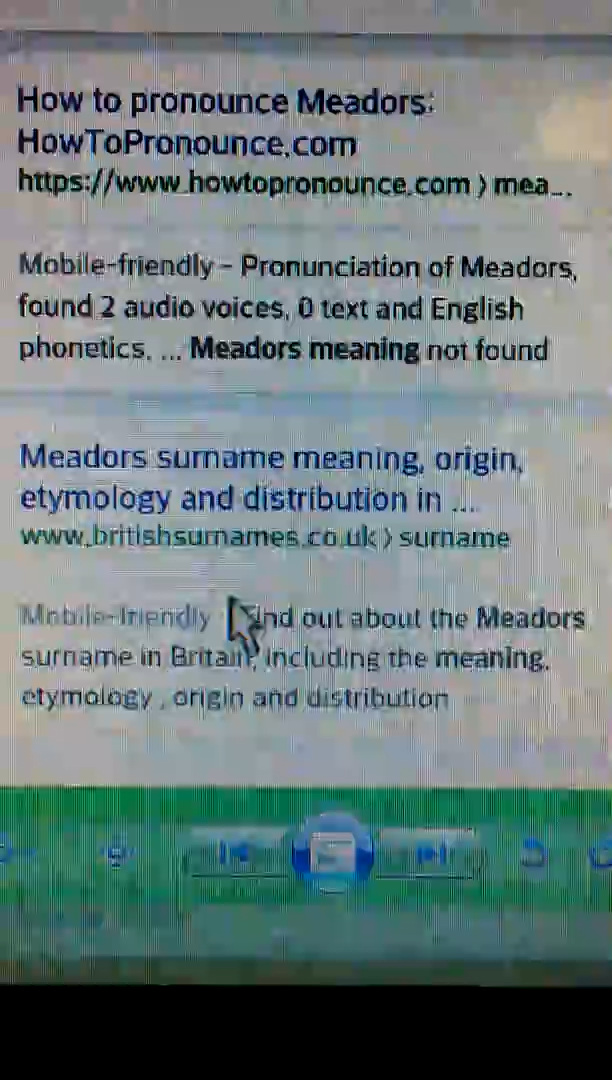 How to pronounce Meadors:
HowToPronounce.com
https://www.howtopronounce.com › mea...
Mobile-friendly - Pronunciation of Meadors,
found 2 audio voices, 0 text and English
phonetics, ... Meadors meaning not found
Meadors surname meaning, origin,
etymology and distribution in ...
www.britishsurnames.co.uk › surname
Mobile-friendly find out about the Meadors
surname in Britain, including the meaning,
etymology , origin and distribution